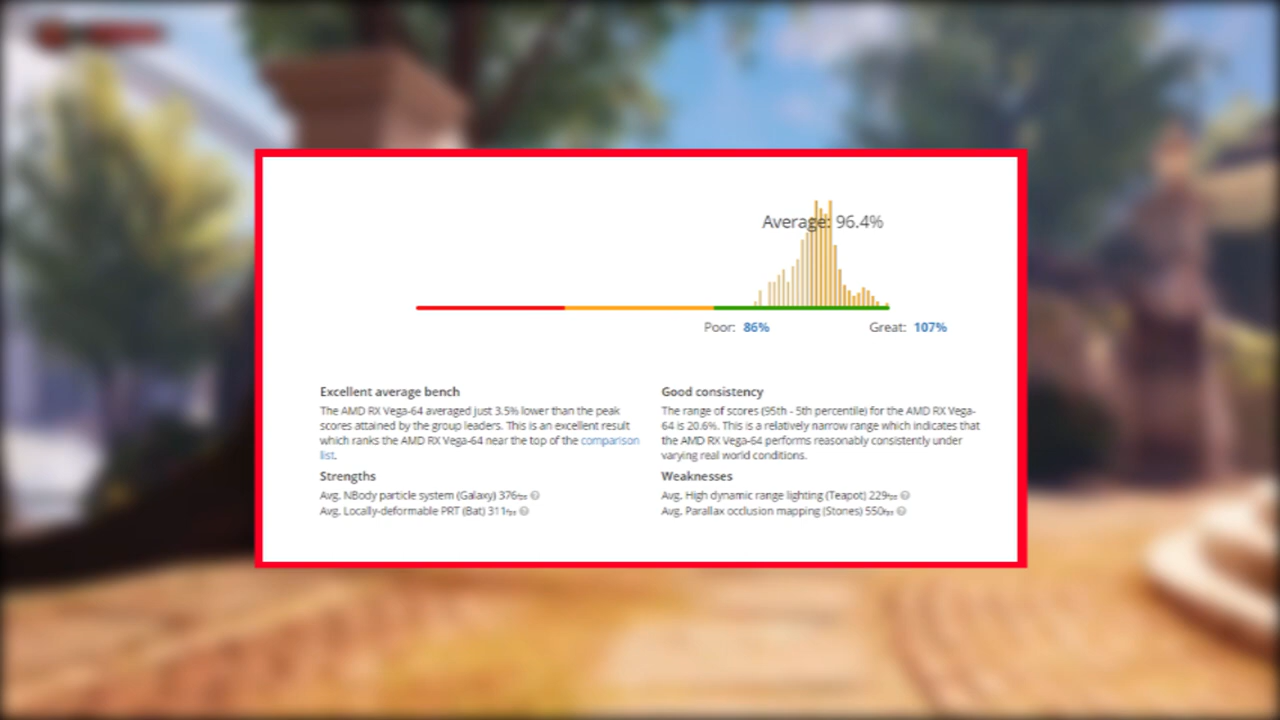 Average: 96.4%
Poor: 86%
Great: 107%
Excellent average bench
The AMD RX Vega-64 averaged just 3.5% lower than the peak
scores attained by the group leaders. This is an excellent result
which ranks the AMD RX Vega-64 near the top of the comparison
list.
Strengths
Avg. NBody particle system (Galaxy) 376fps
Avg. Locally-deformable PRT (Bat) 311fps
Good consistency
The range of scores (95th - 5th percentile) for the AMD RX Vega-
64 is 20.6%. This is a relatively narrow range which indicates that
the AMD RX Vega-64 performs reasonably consistently under
varying real world conditions.
Weaknesses
Avg. High dynamic range lighting (Teapot) 229fps
Avg. Parallax occlusion mapping (Stones) 550fps